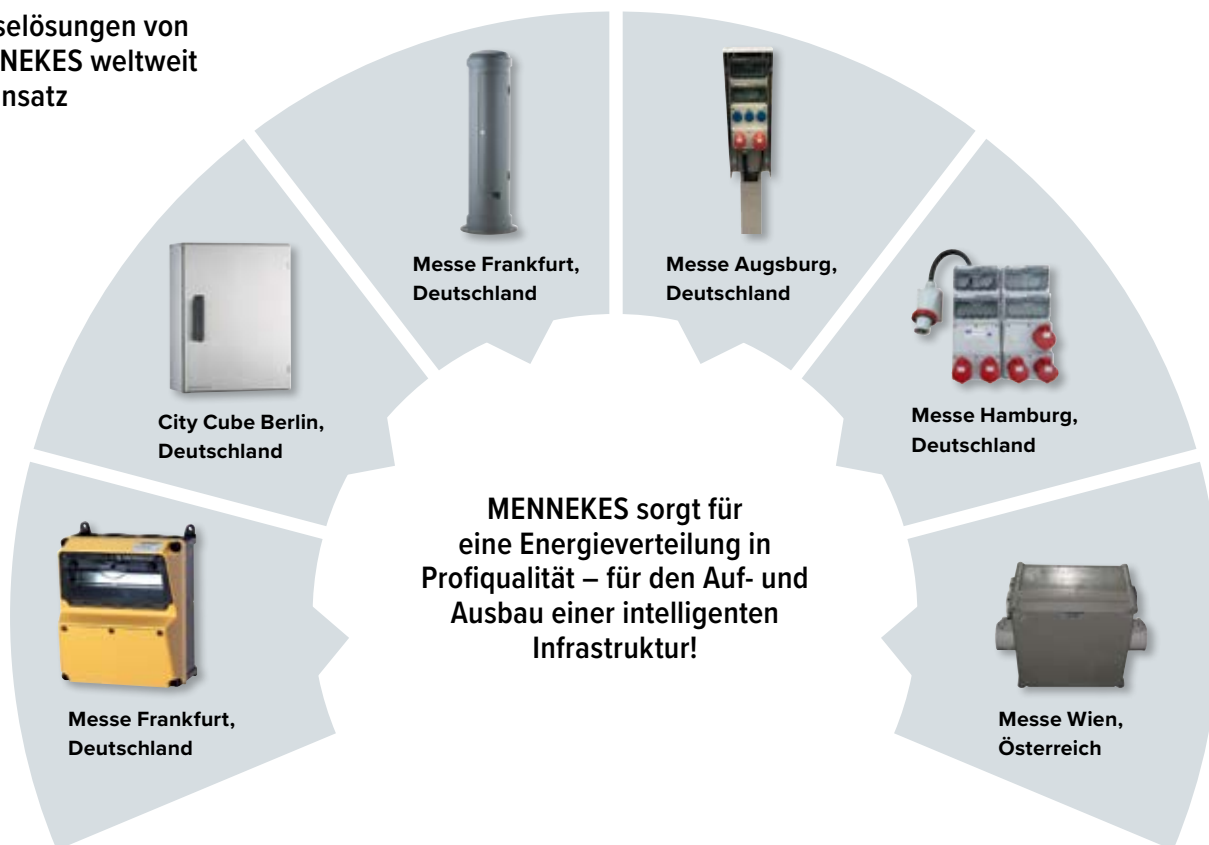 selösungen von
NEKES weltweit
nsatz
Messe Frankfurt,
Deutschland
Messe Augsburg,
Deutschland
City Cube Berlin,
Deutschland
Messe Hamburg,
Deutschland
MENNEKES sorgt für
eine Energieverteilung in
Profiqualität – für den Auf- und
Ausbau einer intelligenten
Infrastruktur!
Messe Frankfurt,
Deutschland
Messe Wien,
Österreich